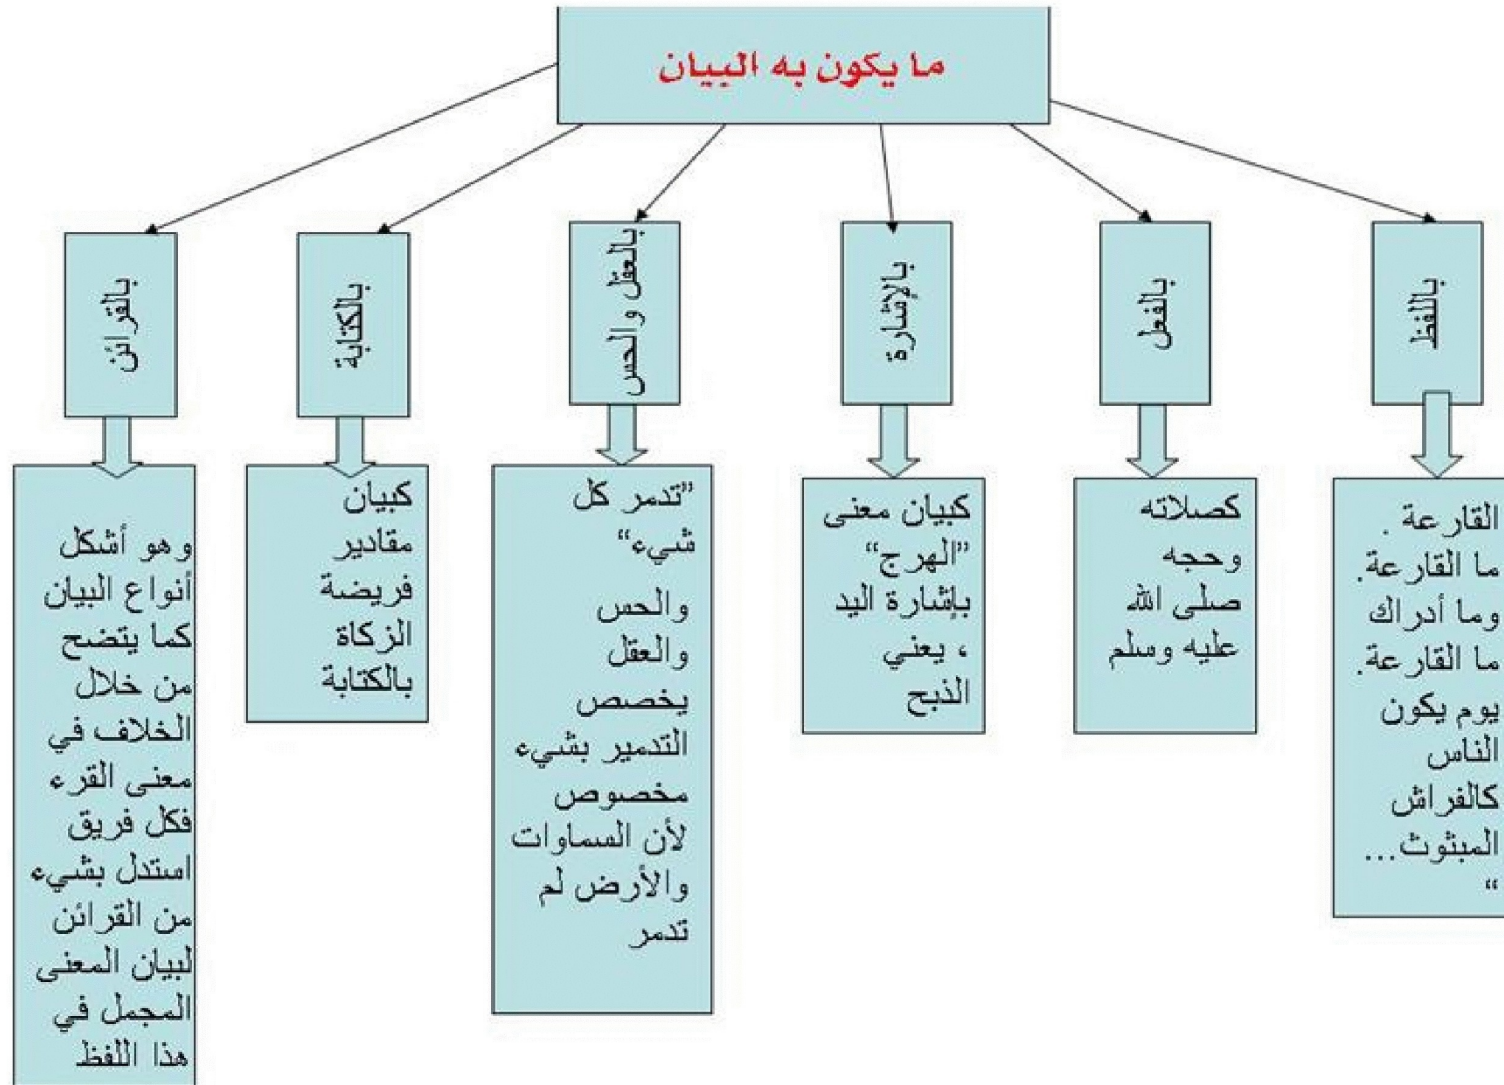 ما يكون به البيان
باللفظ
بالفعل
بالإشارة
بالعقل والحس
بالكتابة
بالقرائن
القارعة .
ما القارعة.
وما أدراك
ما القارعة.
يوم يكون
الناس
كالفراش
المبثوث...
“
كصلاته
وحجه
صلى الله
عليه وسلم
كبيان معنى
”الهرج“
بإشارة اليد
، يعني
الذبح
”تدمر كل
شيء“
والحس
والعقل
يخصص
التدمير بشيء
مخصوص
لأن السماوات
والأرض لم
تدمر
كبيان
مقادير
فريضة
الزكاة
بالكتابة
وهو أشكل
أنواع البيان
كما يتضح
من خلال
الخلاف في
معنى القرء
فكل فريق
استدل بشيء
من القرائن
لبيان المعنى
المجمل في
هذا اللفظ